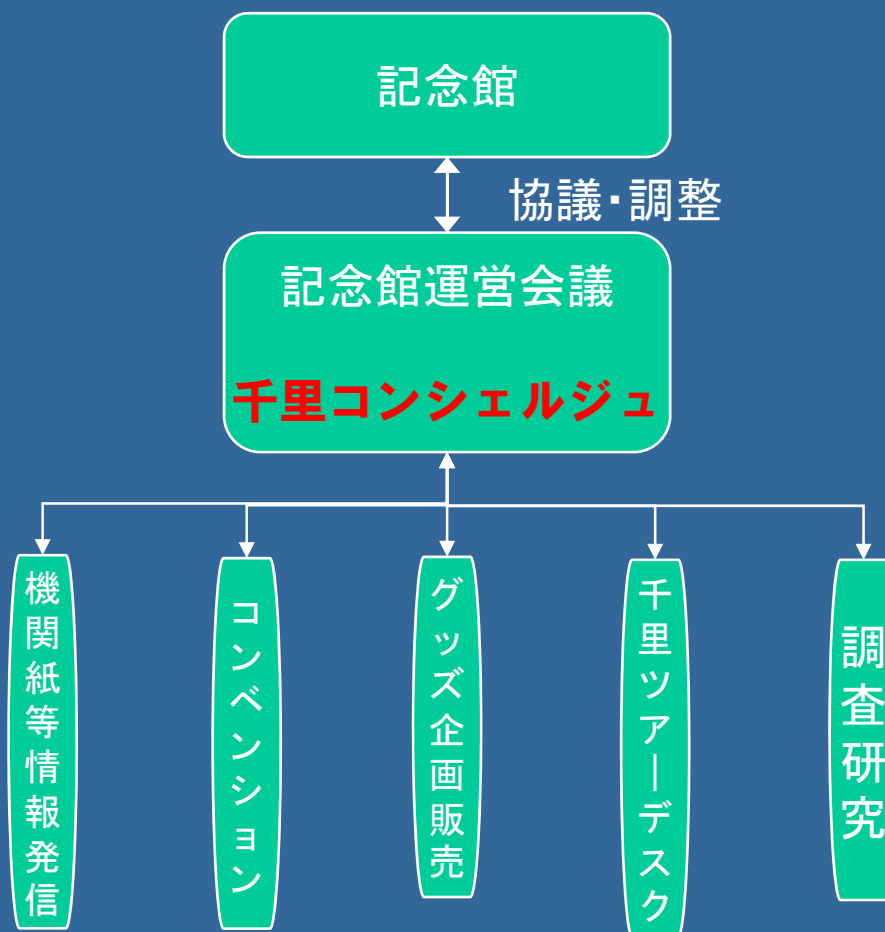 記念館
協議・調整
記念館運営会議
千里コンシェルジュ
機関紙等情報発信
コンベンション
グッズ企画販売
千里ツアーデスク
調査研究